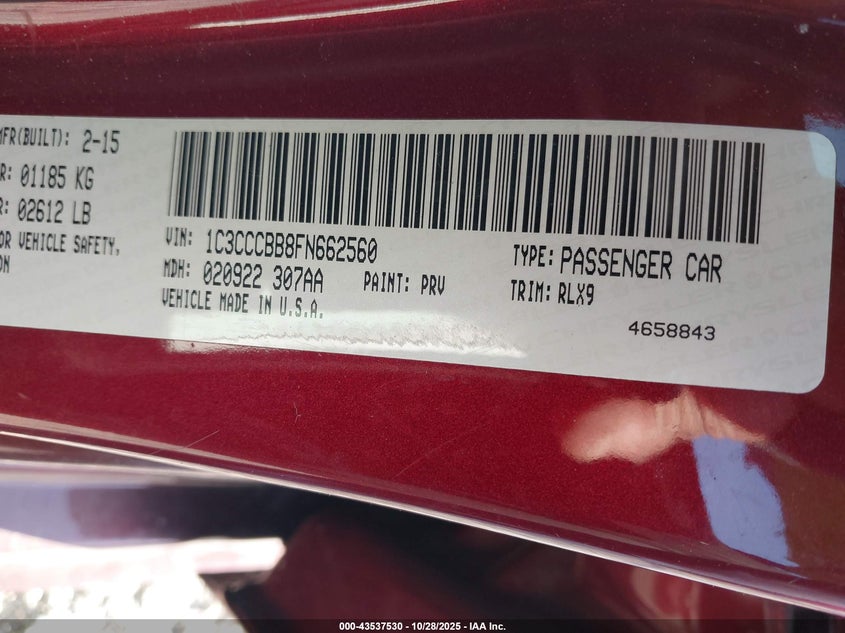 MFR(BUILT): 2-15
R: 01185 KG
R: 02612 LB
OR VEHICLE SAFETY,
ON
VIN: 1C3CCCBB8FN662560
TYPE: PASSENGER CAR
MDH: 020922 307AA
PAINT: PRV
TRIM: RLX9
VEHICLE MADE IN U.S.A.
4658843
000-43537530 - 10/28/2025 - IAA Inc.